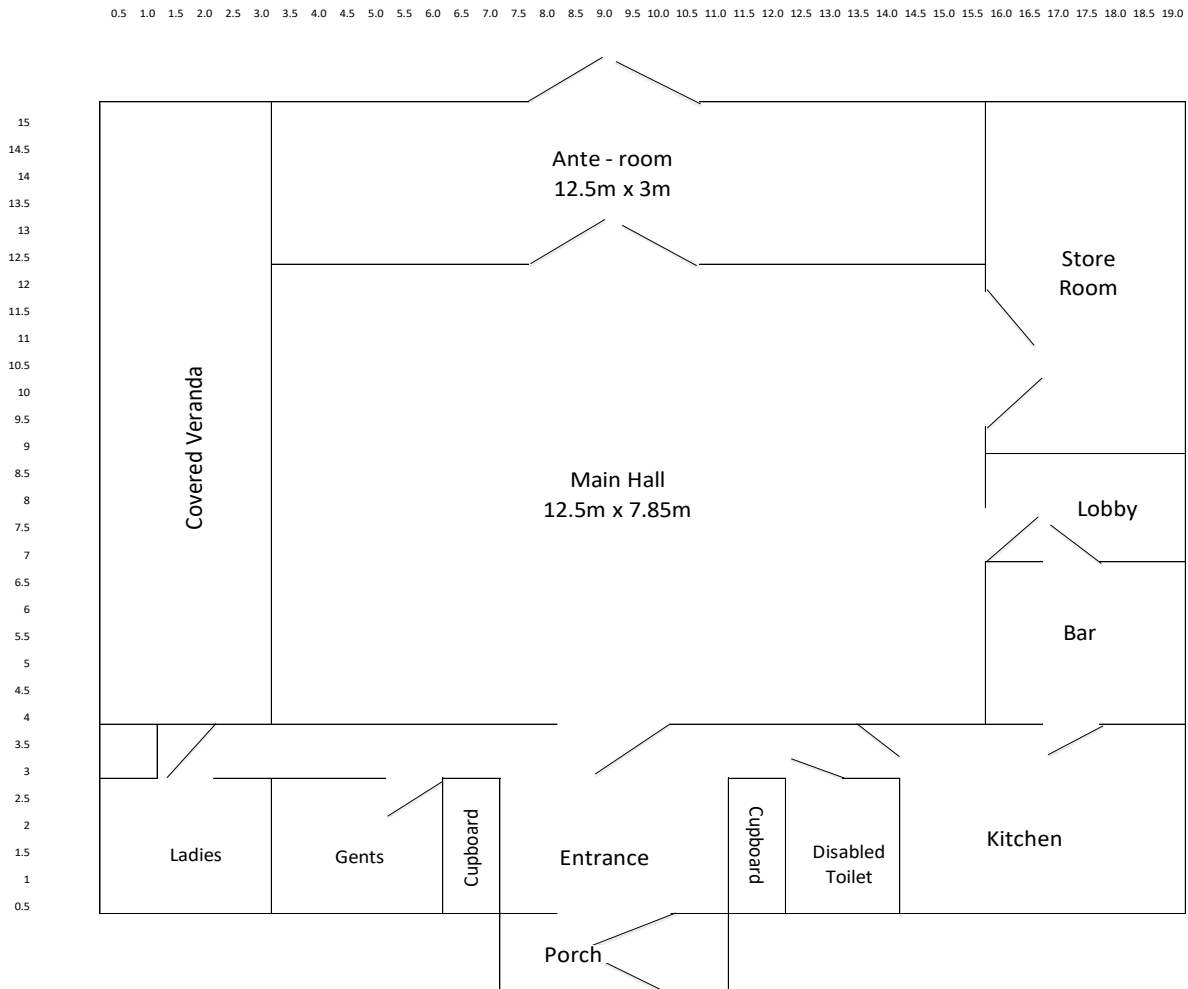 0.5 1.0 1.5 2.0 2.5 3.0 3.5 4.0 4.5 5.0 5.5 6.0 6.5 7.0 7.5 8.0 8.5 9.0 9.5 10.0 10.5 11.0 11.5 12.0 12.5 13.0 13.5 14.0 14.5 15.0 15.5 16.0 16.5 17.0 17.5 18.0 18.5 19.0
15
14.5
14
13.5
13
12.5
12
11.5
11
10.5
10
9.5
9
8.5
8
7.5
7
6.5
6
5.5
5
4.5
4
3.5
3
2.5
2
1.5
1
0.5
Ante - room
12.5m x 3m
Store
Room
Covered Veranda
Main Hall
12.5m x 7.85m
Lobby
Bar
Ladies
Gents
Cupboard
Entrance
Cupboard
Disabled
Toilet
Kitchen
Porch